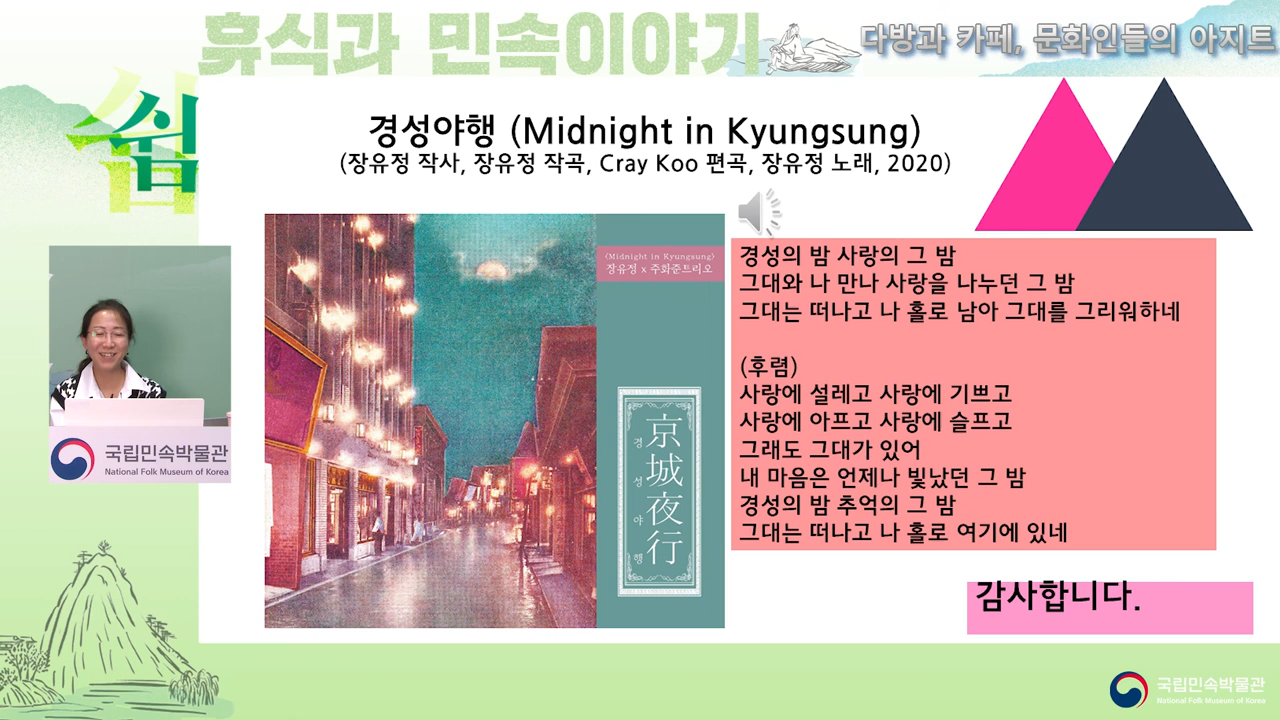 휴식과 민속이야기
다방과 카페, 문화인들의 아지트
쉼
경성야행 (Midnight in Kyungsung)
(장유정 작사, 장유정 작곡, Cray Koo 편곡, 장유정 노래, 2020)
<Midnight in Kyungsung>
장유정 x 주화준트리오
京城夜行
경성야행
경성의 밤 사랑의 그 밤
그대와 나 만나 사랑을 나누던 그 밤
그대는 떠나고 나 홀로 남아 그대를 그리워하네
(후렴)
사랑에 설레고 사랑에 기쁘고
사랑에 아프고 사랑에 슬프고
그래도 그대가 있어
내 마음은 언제나 빛났던 그 밤
경성의 밤 추억의 그 밤
그대는 떠나고 나 홀로 여기에 있네
감사합니다.
국립민속박물관
National Folk Museum of Korea
국립민속박물관
National Folk Museum of Korea